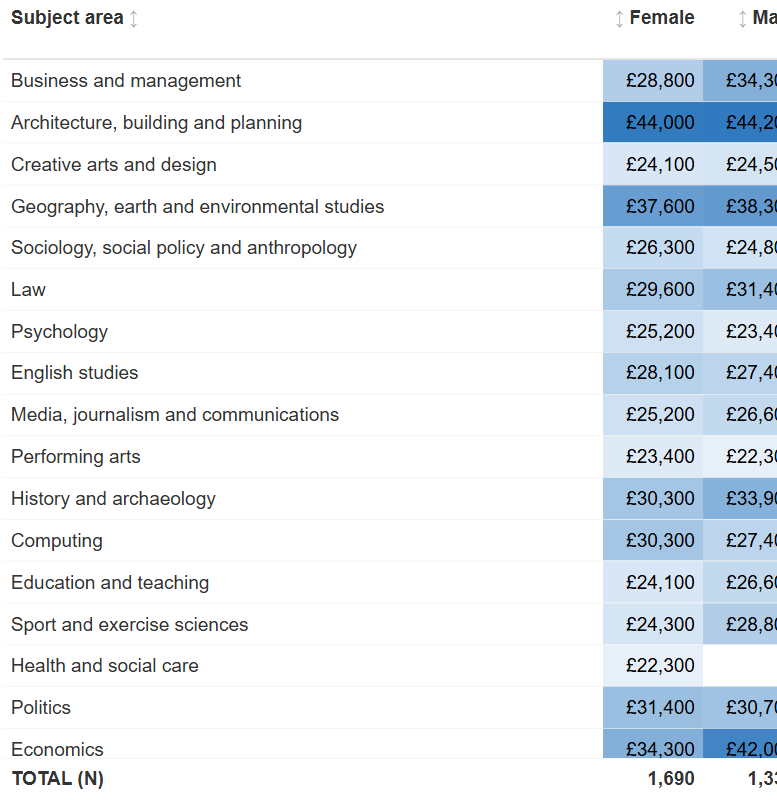 Subject area Female Ma
Business and management £28,800 £34,30
Architecture, building and planning £44,000 £44,20
Creative arts and design £24,100 £24,50
Geography, earth and environmental studies £37,600 £38,30
Sociology, social policy and anthropology £26,300 £24,80
Law £29,600 £31,40
Psychology £25,200 £23,40
English studies £28,100 £27,40
Media, journalism and communications £25,200 £26,60
Performing arts £23,400 £22,30
History and archaeology £30,300 £33,90
Computing £30,300 £27,40
Education and teaching £24,100 £26,60
Sport and exercise sciences £24,300 £28,80
Health and social care £22,300
Politics £31,400 £30,70
Economics £34,300 £42,00
TOTAL (N) 1,690 1,33